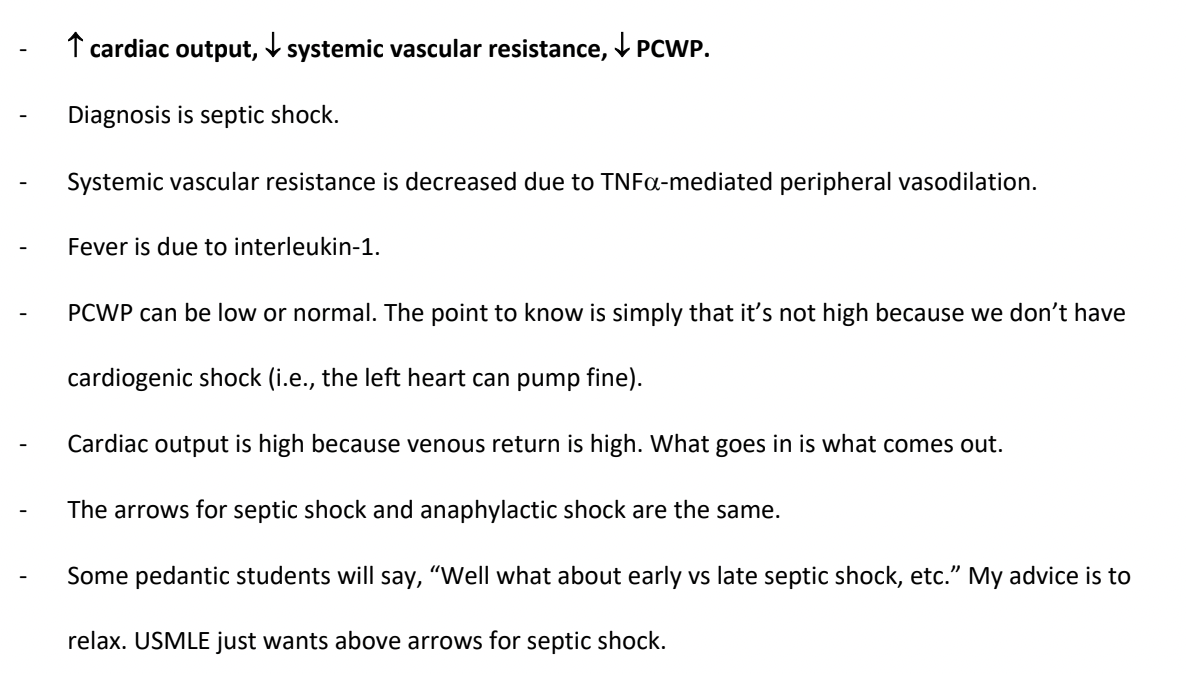 - ↑ cardiac output, ↓ systemic vascular resistance, ↓ PCWP.
- Diagnosis is septic shock.
- Systemic vascular resistance is decreased due to TNFα-mediated peripheral vasodilation.
- Fever is due to interleukin-1.
- PCWP can be low or normal. The point to know is simply that it’s not high because we don’t have
cardiogenic shock (i.e., the left heart can pump fine).
- Cardiac output is high because venous return is high. What goes in is what comes out.
- The arrows for septic shock and anaphylactic shock are the same.
- Some pedantic students will say, “Well what about early vs late septic shock, etc.” My advice is to
relax. USMLE just wants above arrows for septic shock.